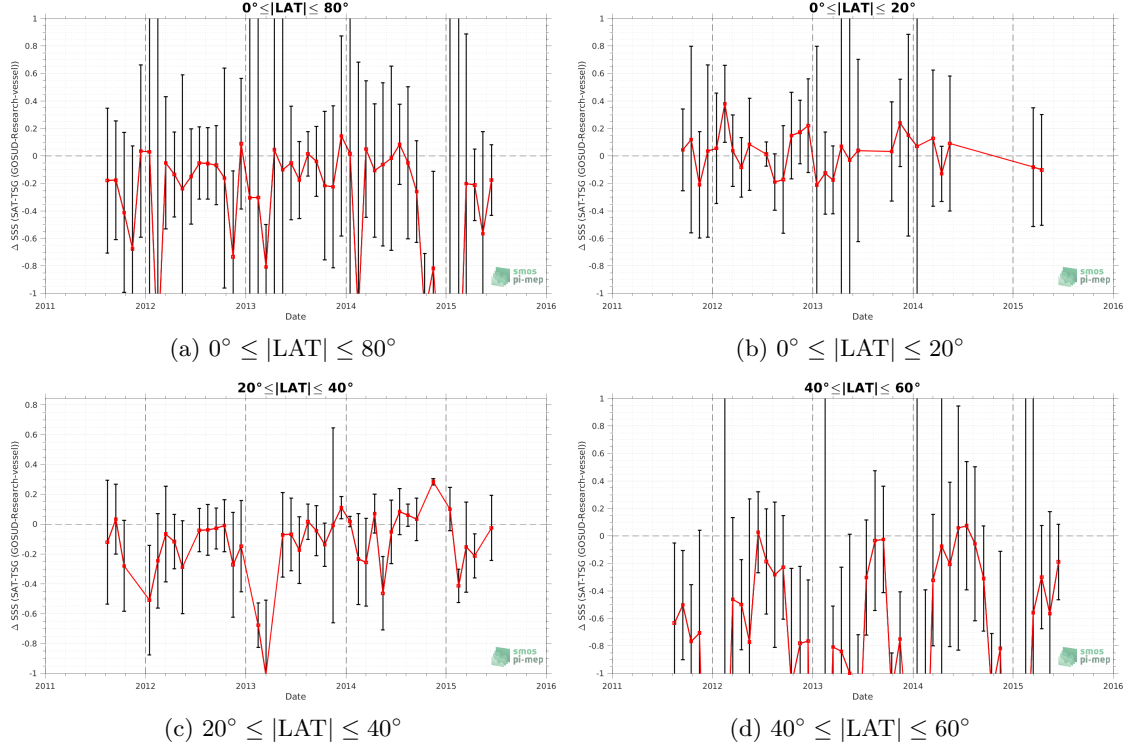 0°≤|LAT|≤ 80°
Δ SSS (SAT-TSG (GOSUD-Research-vessel))
1
0.8
0.6
0.4
0.2
0
-0.2
-0.4
-0.6
-0.8
-1
2011 2012 2013 2014 2015 2016
Date
smos
pi-mep
(a) 0° ≤ |LAT| ≤ 80°
0°≤|LAT|≤ 20°
Δ SSS (SAT-TSG (GOSUD-Research-vessel))
1
0.8
0.6
0.4
0.2
0
-0.2
-0.4
-0.6
-0.8
-1
2011 2012 2013 2014 2015 2016
Date
smos
pi-mep
(b) 0° ≤ |LAT| ≤ 20°
20°≤|LAT|≤ 40°
Δ SSS (SAT-TSG (GOSUD-Research-vessel))
0.8
0.6
0.4
0.2
0
-0.2
-0.4
-0.6
-0.8
-1
2011 2012 2013 2014 2015 2016
Date
smos
pi-mep
(c) 20° ≤ |LAT| ≤ 40°
40°≤|LAT|≤ 60°
Δ SSS (SAT-TSG (GOSUD-Research-vessel))
1
0.8
0.6
0.4
0.2
0
-0.2
-0.4
-0.6
-0.8
-1
2011 2012 2013 2014 2015 2016
Date
smos
pi-mep
(d) 40° ≤ |LAT| ≤ 60°